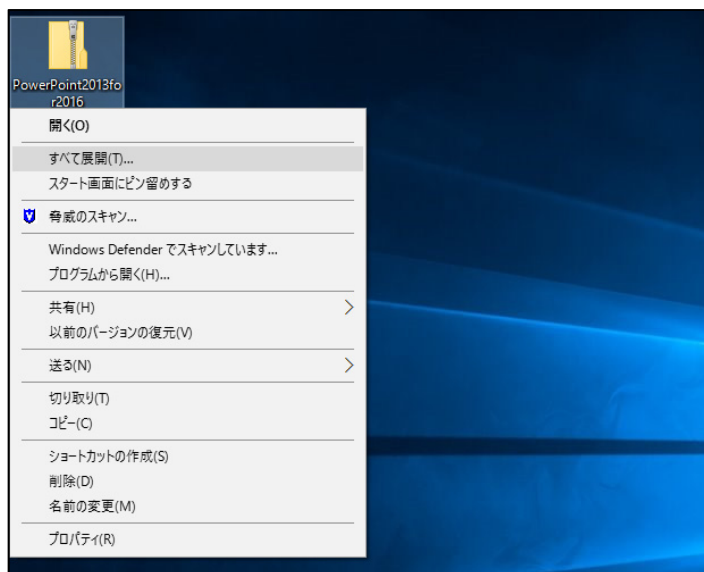 PowerPoint2013fo
r2016
開く(O)
すべて展開(T)...
スタート画面にピン留めする
脅威のスキャン...
Windows Defender でスキャンしています...
プログラムから開く(H)...
共有(H)
以前のバージョンの復元(V)
送る(N)
切り取り(T)
コピー(C)
ショートカットの作成(S)
削除(D)
名前の変更(M)
プロパティ(R)